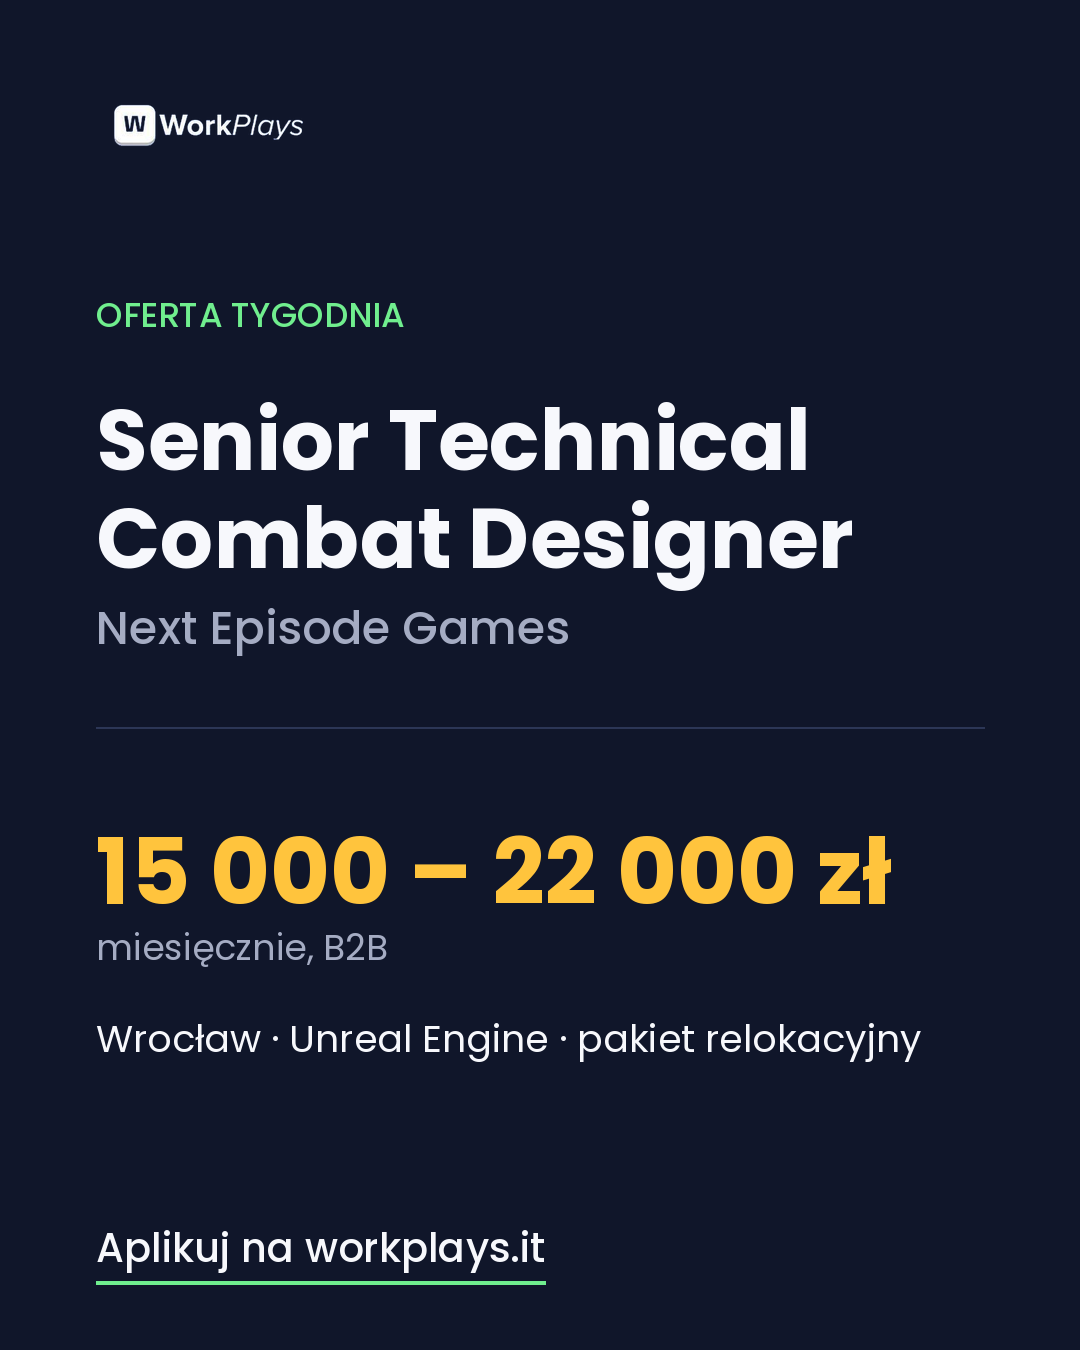 W WorkPlays
OFERTA TYGODNIA
Senior Technical
Combat Designer
Next Episode Games
15 000 – 22 000 zł
miesięcznie, B2B
Wrocław · Unreal Engine · pakiet relokacyjny
Aplikuj na workplays.it